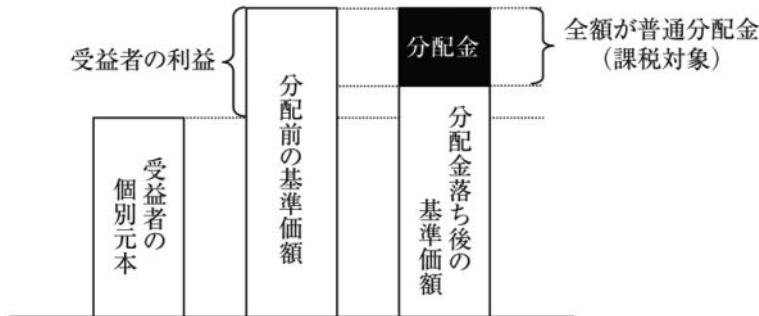 受益者の利益
受益者の
個別元本
分配前の基準価額
分配金
分配金落ち後の
基準価額
全額が普通分配金
（課税対象）